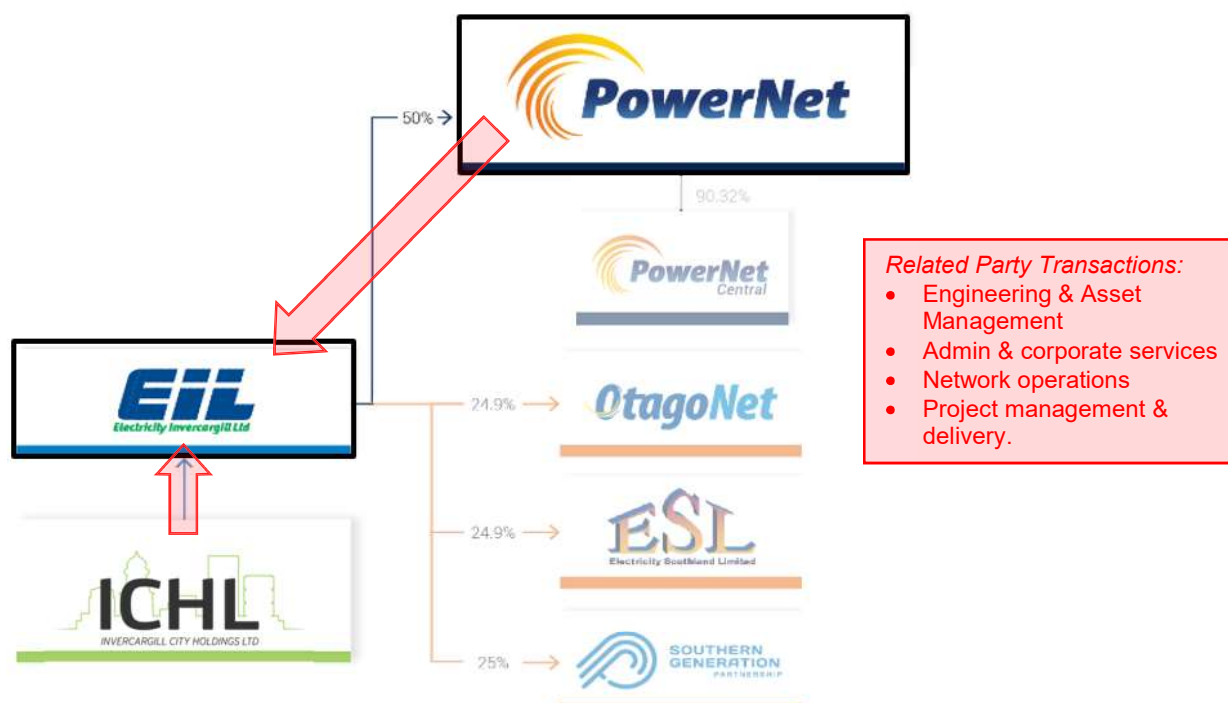 PowerNet
50%
90.32%
PowerNet
Central
Related Party Transactions:
• Engineering & Asset
Management
• Admin & corporate services
• Network operations
• Project management &
delivery.
EIL
Electricity Invercargill Ltd
24.9%
OtagoNet
24.9%
ESL
Electricity Southland Limited
ICHL
INVERCARGILL CITY HOLDINGS LTD
25%
SOUTHERN
GENERATION
PARTNERSHIP